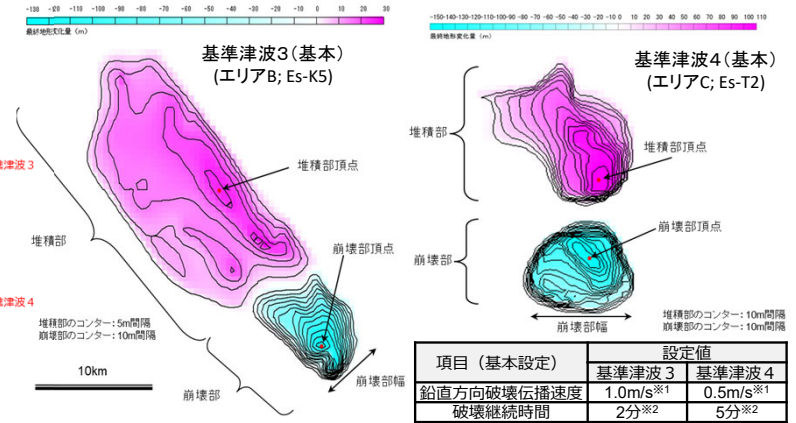 -130 -120 -110 -100 -90 -80 -70 -60 -50 -40 -30 -20 -10 0 10 20 30
最終地形変化量（m）
基準津波3（基本）
(エリアB; Es-K5)
津波３
堆積部頂点
堆積部
崩壊部頂点
津波４
堆積部のコンター：5m間隔
崩壊部のコンター：10m間隔
10km
崩壊部幅
崩壊部
-150-140-130-120-110-100 -90 -80 -70 -60 -50 -40 -30 -20 -10 0 10 20 30 40 50 60 70 80 90 100 110
最終地形変化量（m）
基準津波4（基本）
(エリアC; Es-T2)
堆積部
堆積部頂点
崩壊部頂点
崩壊部
崩壊部幅
堆積部のコンター：10m間隔
崩壊部のコンター：10m間隔
項目（基本設定） 設定値
基準津波３ 基準津波４
鉛直方向破壊伝播速度 1.0m/s※1 0.5m/s※1
破壊継続時間 2分※2 5分※2